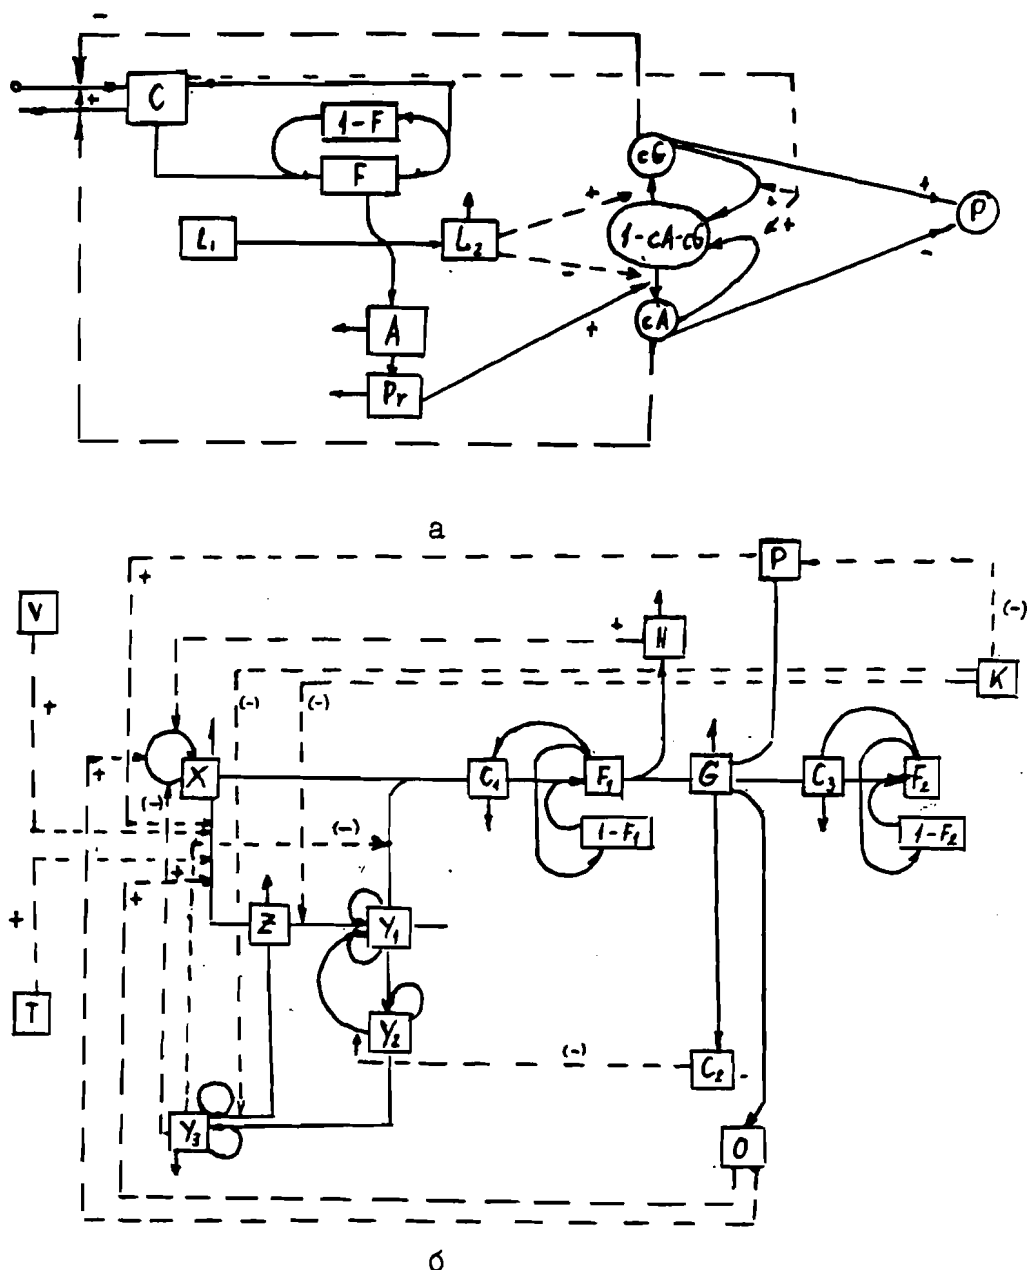 -
+
C
1-F
F
cG
+
+
P
L₁
L₂
1-cA-cG
+
-
-
A
cA
+
Pr
а
P
+
V
(-)
+
H
+
K
(-)
(-)
X
C₁
F₁
G
C₃
F₂
+
(-)
(-)
1-F₁
1-F₂
+
+
+
Z
Y₁
T
Y₂
(-)
C₂
Y₃
O
б